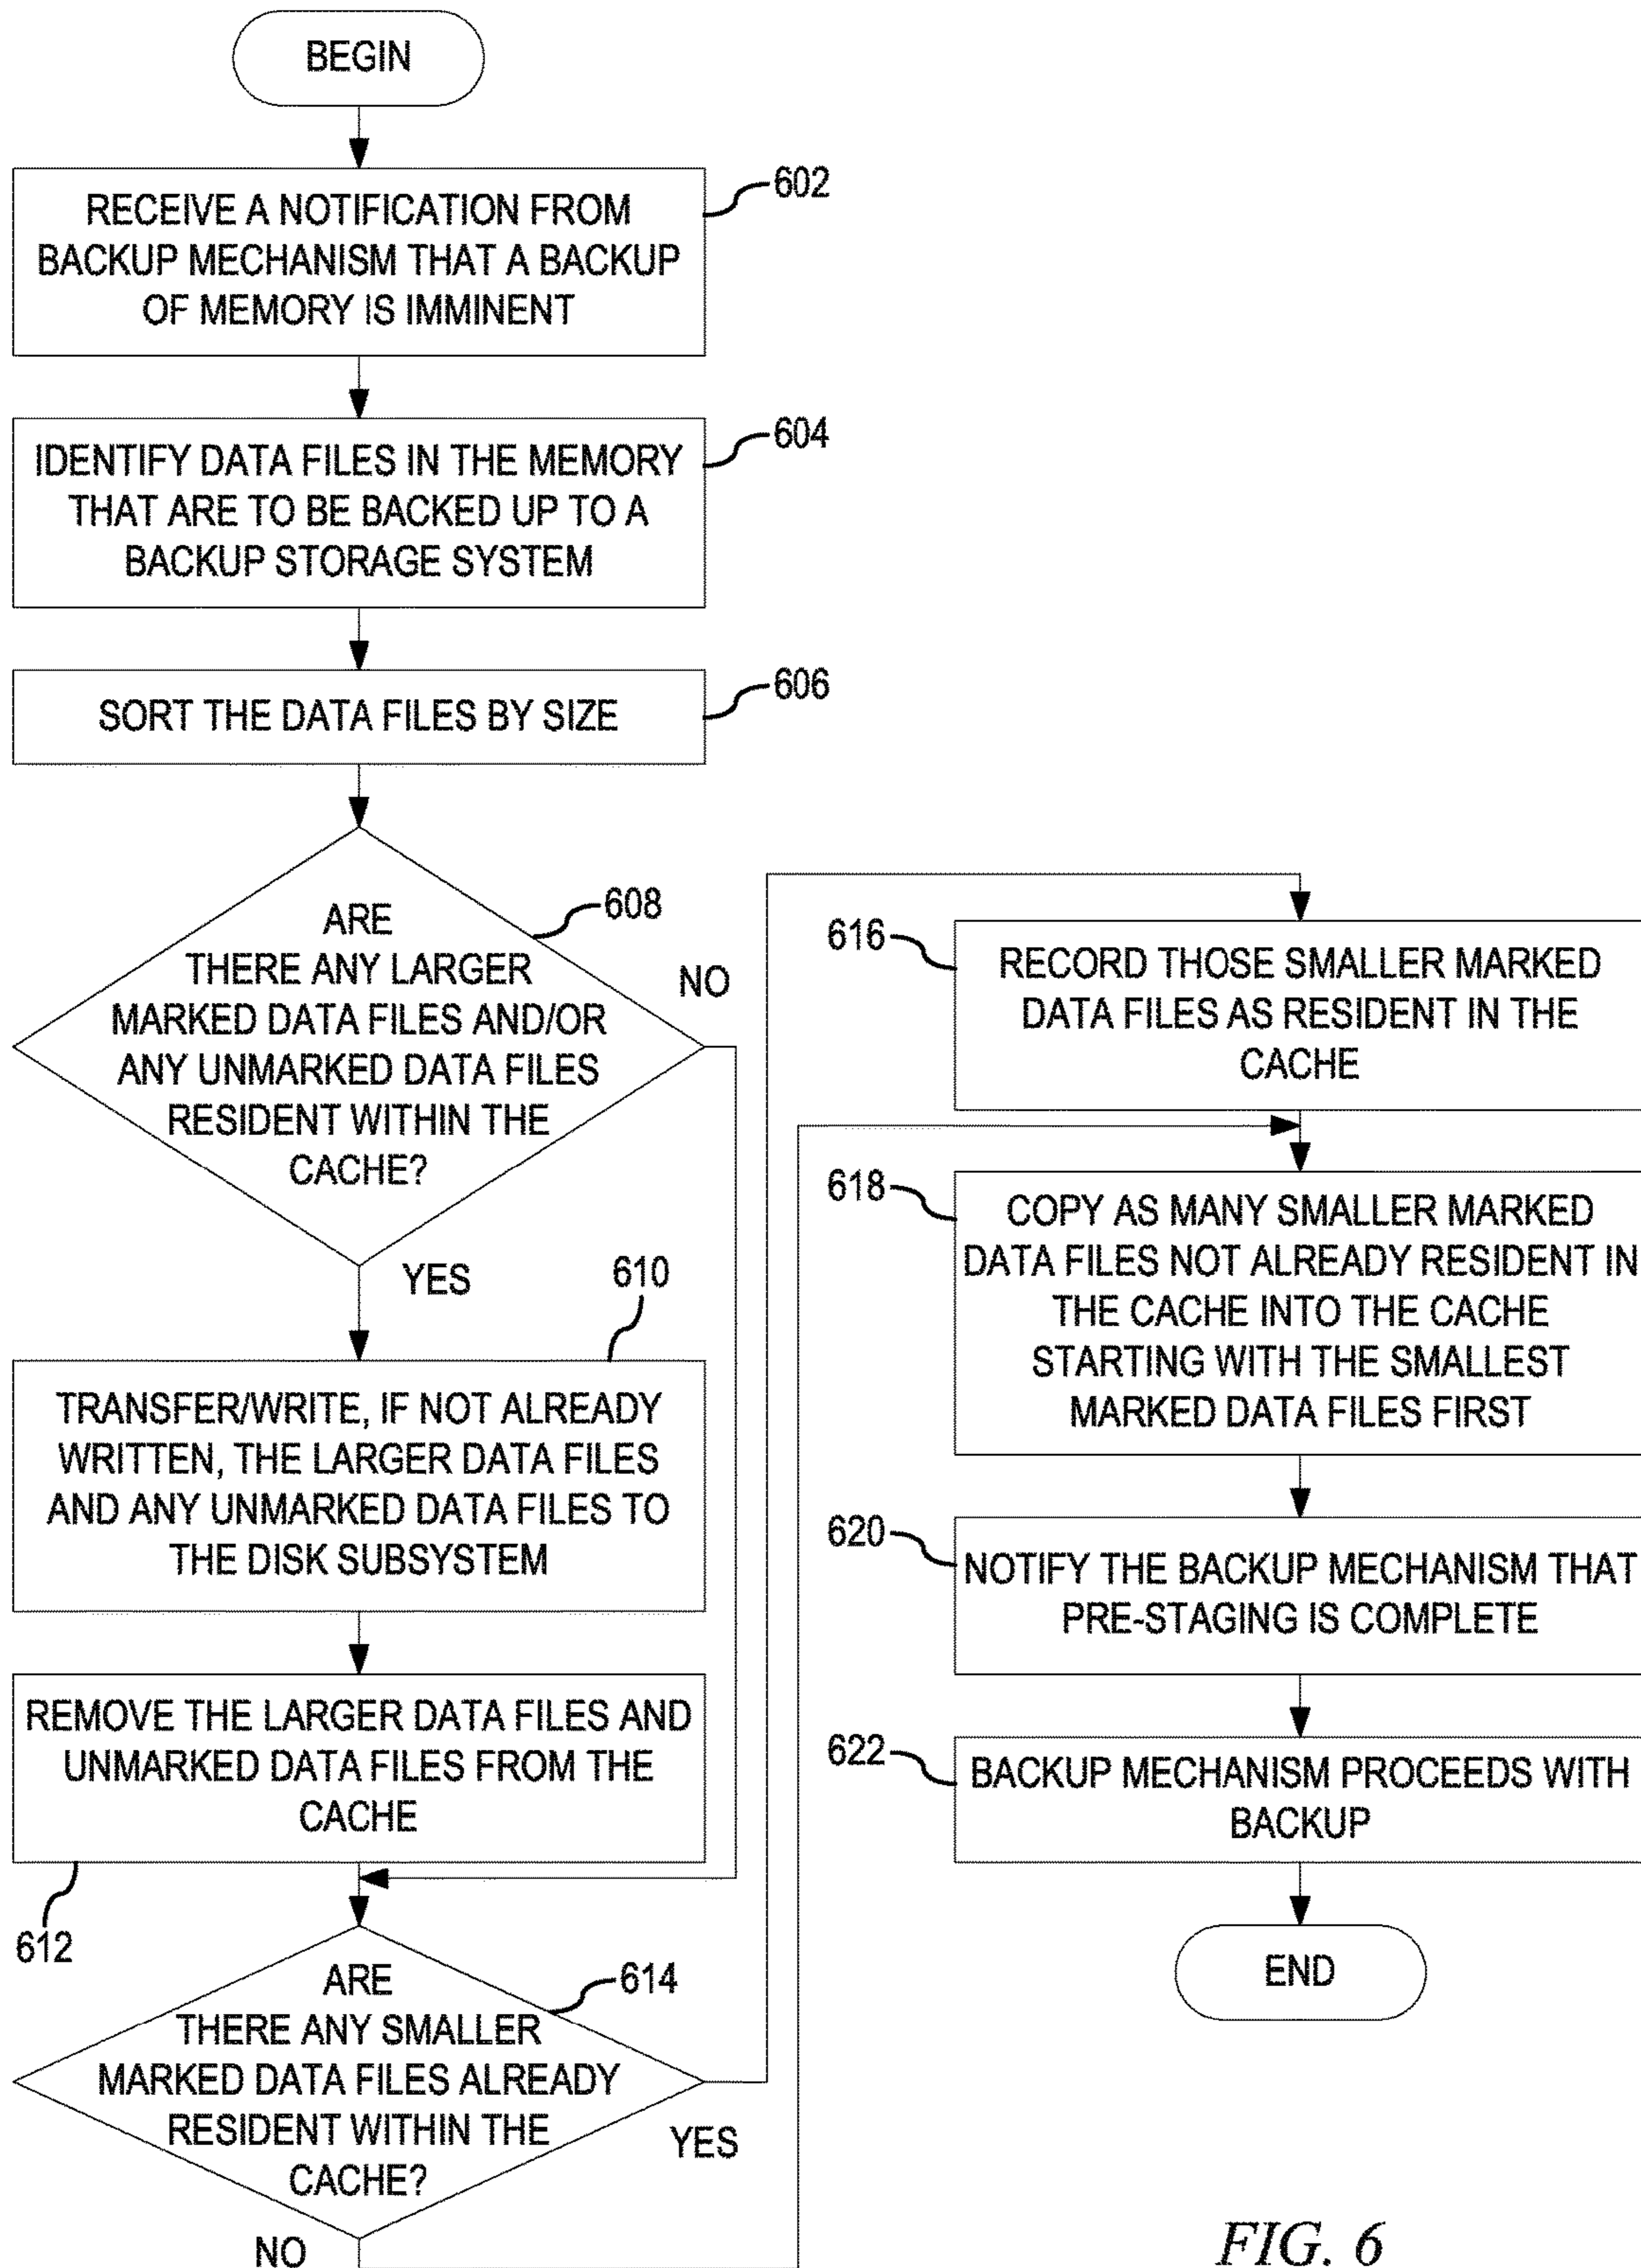 BEGIN
RECEIVE A NOTIFICATION FROM
BACKUP MECHANISM THAT A BACKUP
OF MEMORY IS IMMINENT
602
IDENTIFY DATA FILES IN THE MEMORY
THAT ARE TO BE BACKED UP TO A
BACKUP STORAGE SYSTEM
604
SORT THE DATA FILES BY SIZE
606
ARE
THERE ANY LARGER
MARKED DATA FILES AND/OR
ANY UNMARKED DATA FILES
RESIDENT WITHIN THE
CACHE?
608
NO
YES
610
TRANSFER/WRITE, IF NOT ALREADY
WRITTEN, THE LARGER DATA FILES
AND ANY UNMARKED DATA FILES TO
THE DISK SUBSYSTEM
REMOVE THE LARGER DATA FILES AND
UNMARKED DATA FILES FROM THE
CACHE
612
ARE
THERE ANY SMALLER
MARKED DATA FILES ALREADY
RESIDENT WITHIN THE
CACHE?
614
YES
NO
616
RECORD THOSE SMALLER MARKED
DATA FILES AS RESIDENT IN THE
CACHE
618
COPY AS MANY SMALLER MARKED
DATA FILES NOT ALREADY RESIDENT IN
THE CACHE INTO THE CACHE
STARTING WITH THE SMALLEST
MARKED DATA FILES FIRST
620
NOTIFY THE BACKUP MECHANISM THAT
PRE-STAGING IS COMPLETE
622
BACKUP MECHANISM PROCEEDS WITH
BACKUP
END
FIG. 6